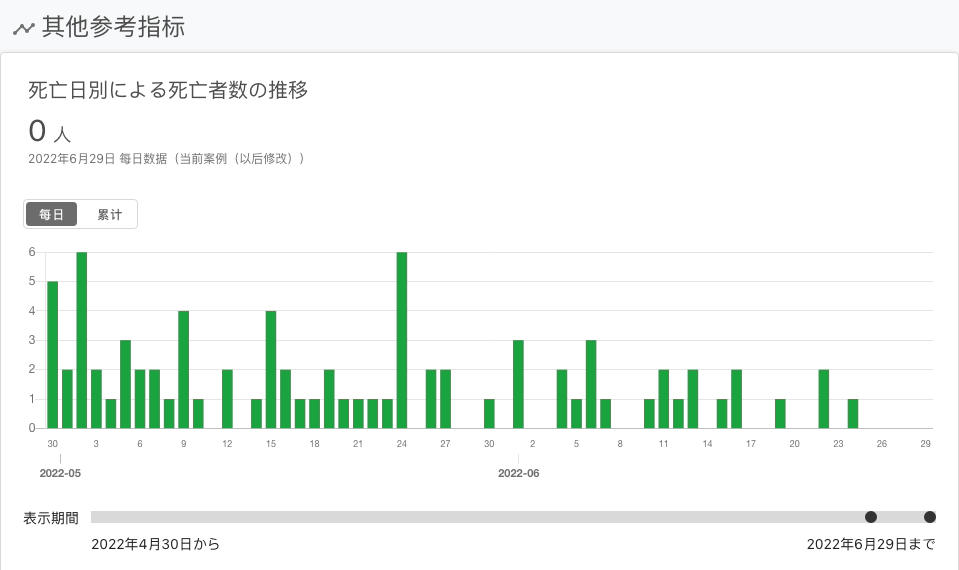 其他参考指标
死亡日別による死亡者数の推移
0 人
2022年6月29日 每日数据（当前案例（以后修改））
每日 累计
6
5
4
3
2
1
0
30 3 6 9 12 15 18 21 24 27 30 2 5 8 11 14 17 20 23 26 29
2022-05 2022-06
表示期間
2022年4月30日から 2022年6月29日まで